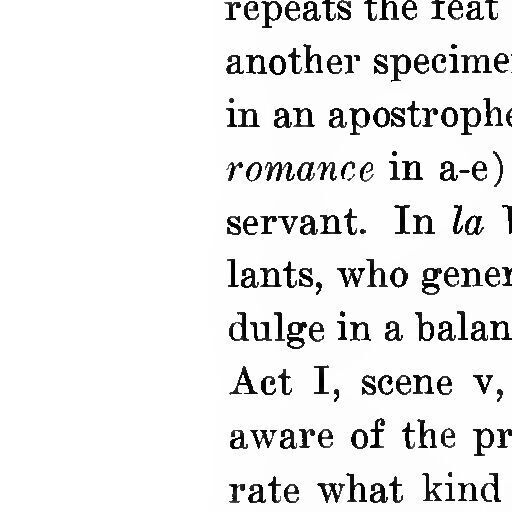 repeats the feat
another specime
in an apostrophe
romance in a-e)
servant. In la
lants, who gener
dulge in a balan
Act I, scene v,
aware of the pr
rate what kind